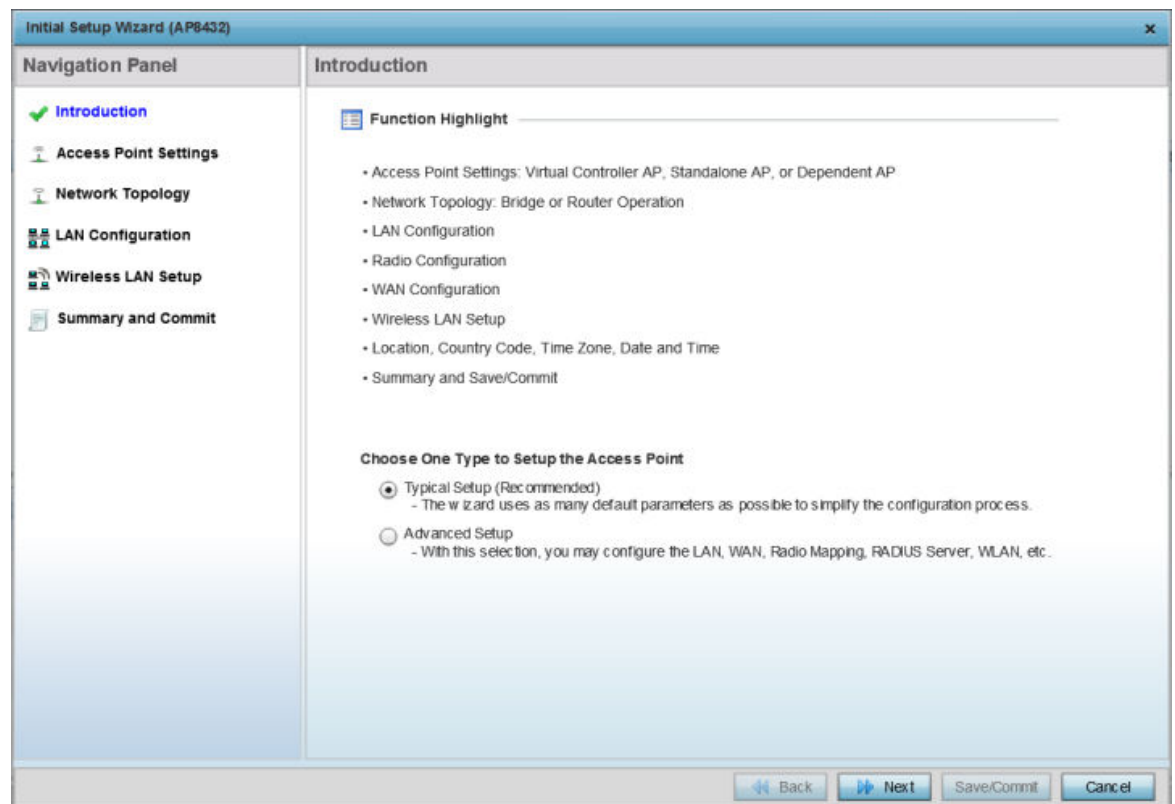 Initial Setup Wizard (AP8432)
Navigation Panel
Introduction
Access Point Settings
Network Topology
LAN Configuration
Wireless LAN Setup
Summary and Commit
Introduction
Function Highlight
• Access Point Settings: Virtual Controller AP, Standalone AP, or Dependent AP
• Network Topology: Bridge or Router Operation
• LAN Configuration
• Radio Configuration
• WAN Configuration
• Wireless LAN Setup
• Location, Country Code, Time Zone, Date and Time
• Summary and Save/Commit
Choose One Type to Setup the Access Point
Typical Setup (Recommended)
- The wizard uses as many default parameters as possible to simplify the configuration process.
Advanced Setup
- With this selection, you may configure the LAN, WAN, Radio Mapping, RADIUS Server, WLAN, etc.
Back
Next
Save/Commit
Cancel